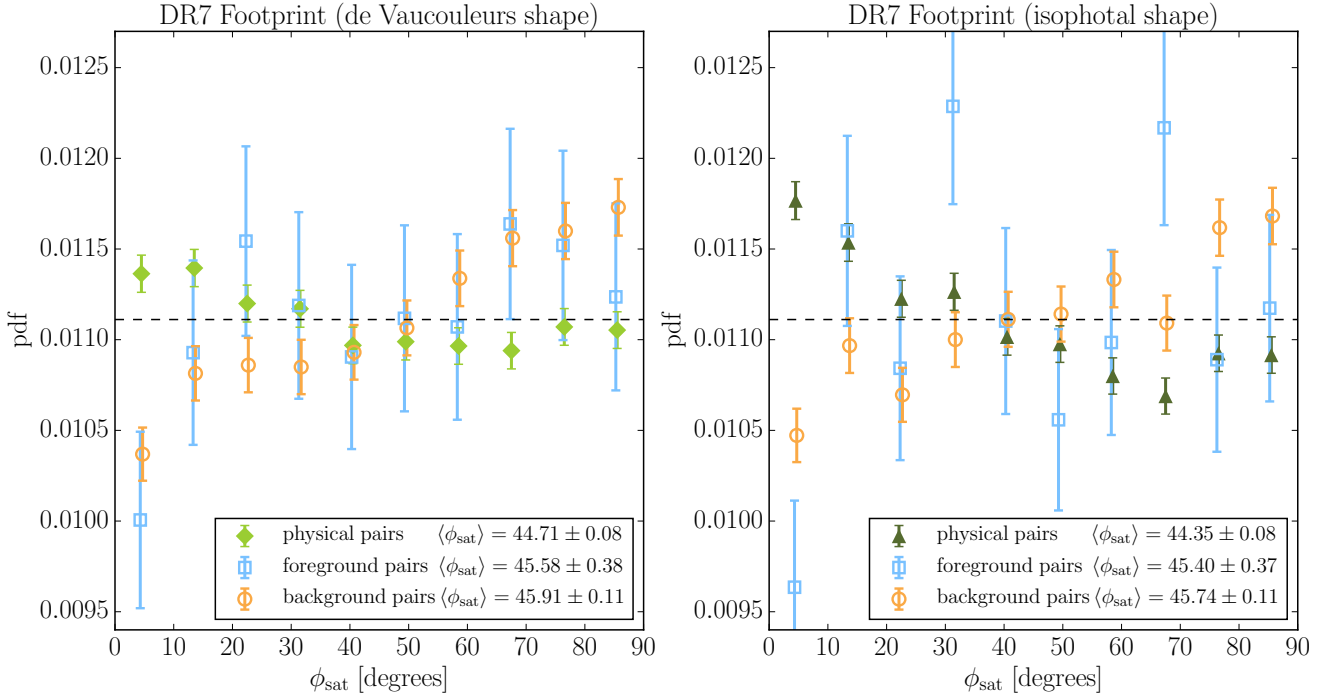 DR7 Footprint (de Vaucouleurs shape)
0.0125
0.0120
0.0115
0.0110
0.0105
0.0100
0.0095
pdf
0 10 20 30 40 50 60 70 80 90
ϕsat [degrees]
physical pairs ⟨ϕsat⟩ = 44.71 ± 0.08
foreground pairs ⟨ϕsat⟩ = 45.58 ± 0.38
background pairs ⟨ϕsat⟩ = 45.91 ± 0.11
DR7 Footprint (isophotal shape)
0.0125
0.0120
0.0115
0.0110
0.0105
0.0100
0.0095
pdf
0 10 20 30 40 50 60 70 80 90
ϕsat [degrees]
physical pairs ⟨ϕsat⟩ = 44.35 ± 0.08
foreground pairs ⟨ϕsat⟩ = 45.40 ± 0.37
background pairs ⟨ϕsat⟩ = 45.74 ± 0.11